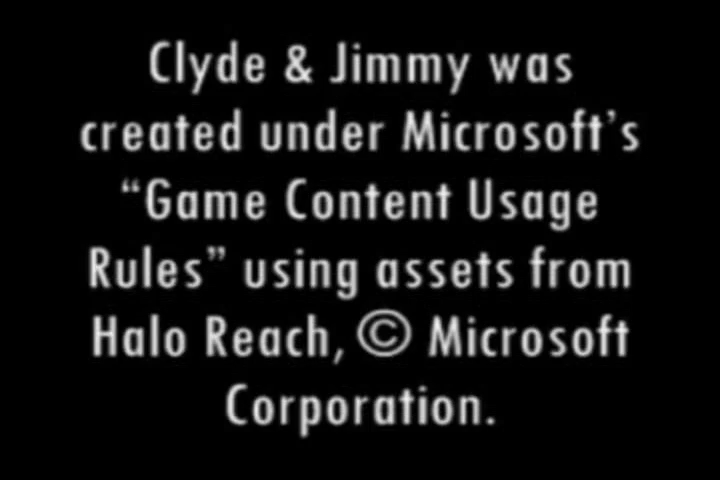 Clyde & Jimmy was
created under Microsoft’s
“Game Content Usage
Rules” using assets from
Halo Reach, © Microsoft
Corporation.